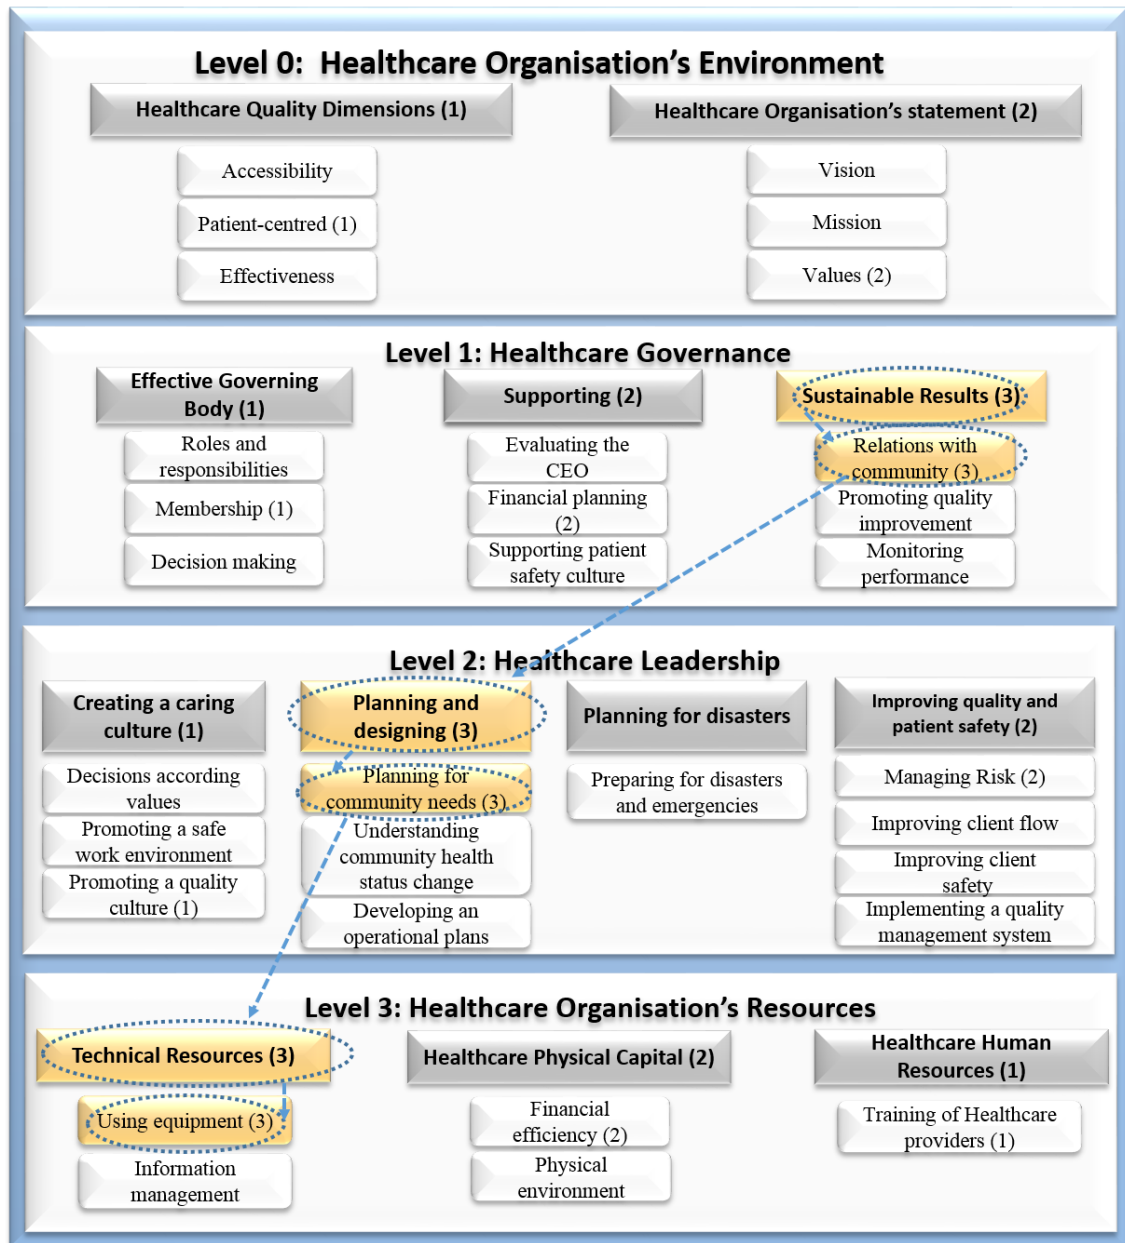 Level 0:  Healthcare Organisation's Environment
Healthcare Quality Dimensions (1)
Accessibility
Patient-centred (1)
Effectiveness
Healthcare Organisation's statement (2)
Vision
Mission
Values (2)
Level 1: Healthcare Governance
Effective Governing
Body (1)
Roles and
responsibilities
Membership (1)
Decision making
Supporting (2)
Evaluating the
CEO
Financial planning
(2)
Supporting patient
safety culture
Sustainable Results (3)
Relations with
community (3)
Promoting quality
improvement
Monitoring
performance
Level 2: Healthcare Leadership
Creating a caring
culture (1)
Decisions according
values
Promoting a safe
work environment
Promoting a quality
culture (1)
Planning and
designing (3)
Planning for
community needs (3)
Understanding
community health
status change
Developing an
operational plans
Planning for disasters
Preparing for disasters
and emergencies
Improving quality and
patient safety (2)
Managing Risk (2)
Improving client flow
Improving client
safety
Implementing a quality
management system
Level 3: Healthcare Organisation's Resources
Technical Resources (3)
Using equipment (3)
Information
management
Healthcare Physical Capital (2)
Financial
efficiency (2)
Physical
environment
Healthcare Human
Resources (1)
Training of Healthcare
providers (1)